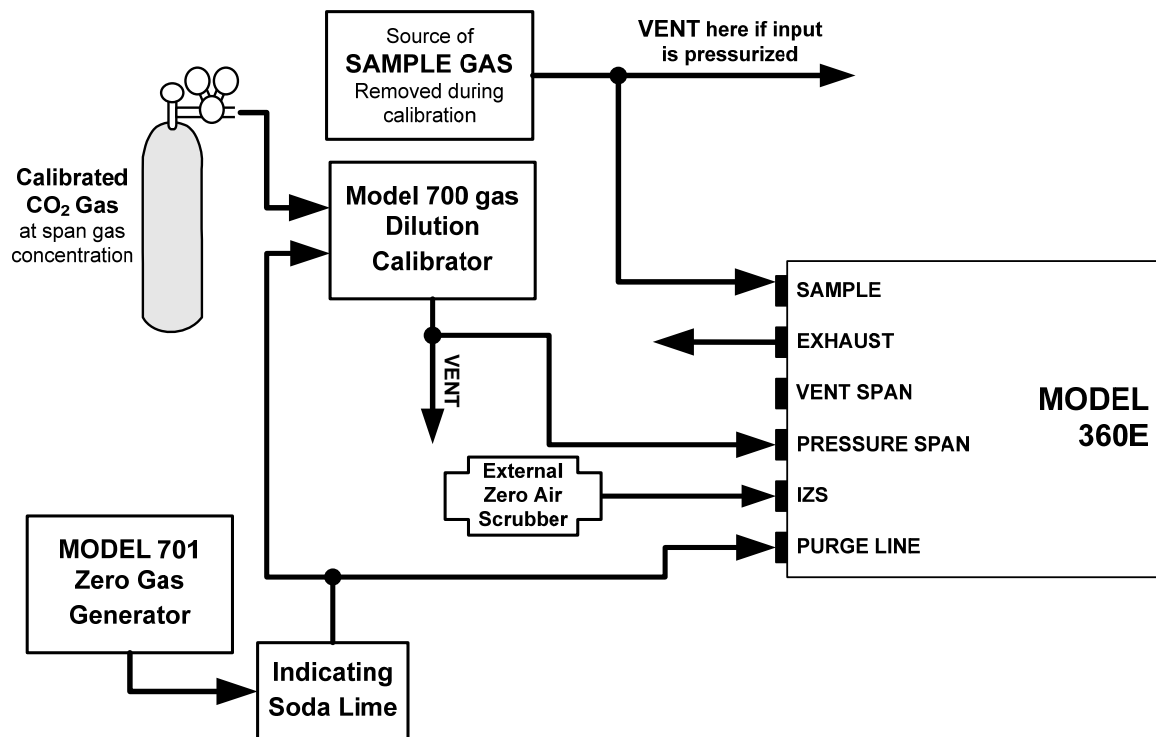 Source of
SAMPLE GAS
Removed during
calibration
VENT here if input
is pressurized
Calibrated
CO₂ Gas
at span gas
concentration
Model 700 gas
Dilution
Calibrator
VENT
SAMPLE
EXHAUST
VENT SPAN
PRESSURE SPAN
IZS
PURGE LINE
MODEL
360E
External
Zero Air
Scrubber
MODEL 701
Zero Gas
Generator
Indicating
Soda Lime